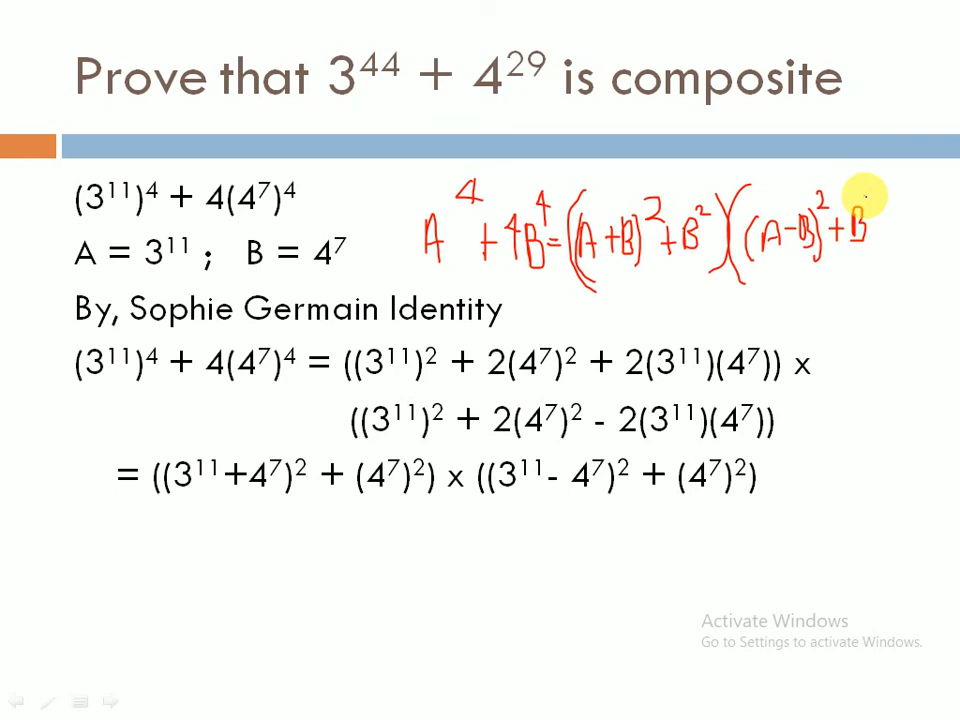 Prove that 3⁴⁴ + 4²⁹ is composite
(3¹¹)⁴ + 4(4⁷)⁴
A⁴ + 4B⁴ = ((A+B)² + B²)((A-B)² + B
A = 3¹¹ ; B = 4⁷
By, Sophie Germain Identity
(3¹¹)⁴ + 4(4⁷)⁴ = ((3¹¹)² + 2(4⁷)² + 2(3¹¹)(4⁷)) x
((3¹¹)² + 2(4⁷)² - 2(3¹¹)(4⁷))
= ((3¹¹+4⁷)² + (4⁷)²) x ((3¹¹- 4⁷)² + (4⁷)²)
Activate Windows
Go to Settings to activate Windows.